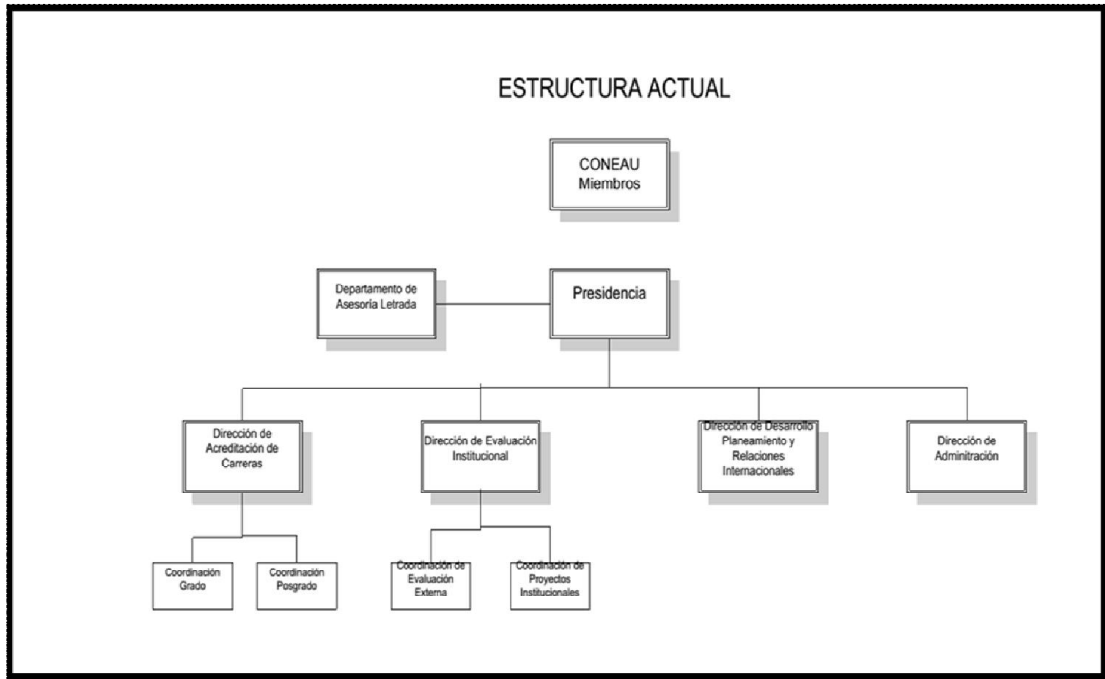 ESTRUCTURA ACTUAL
CONEAU
Miembros
Departamento de
Asesoría Letrada
Presidencia
Dirección de
Acreditación de
Carreras
Dirección de Evaluación
Institucional
Dirección de Desarrollo
Planeamiento y
Relaciones
Internacionales
Dirección de
Adminitración
Coordinación
Grado
Coordinación
Posgrado
Coordinación de
Evaluación
Externa
Coordinación de
Proyectos
Institucionales